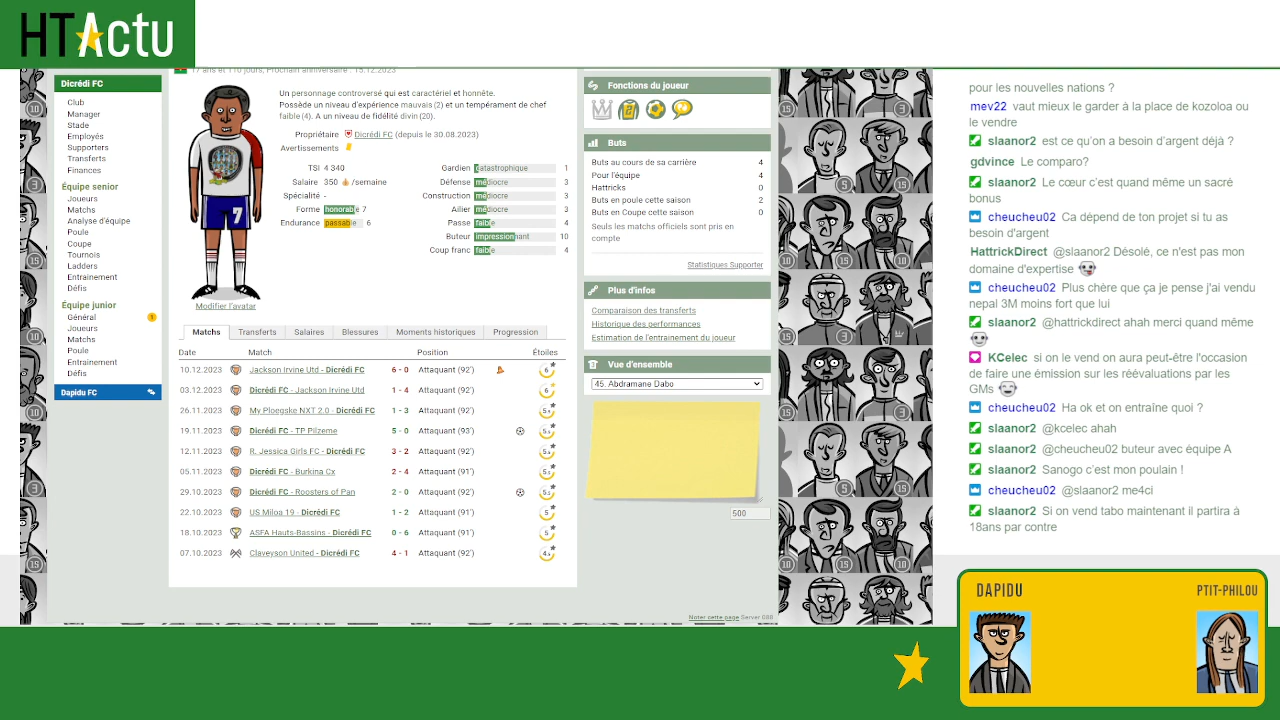 HTActu
17 ans et 110 jours, Prochain anniversaire : 15.12.2023
Dicrédi FC
Club
Manager
Stade
Employés
Supporters
Transferts
Finances
Équipe senior
Joueurs
Matchs
Analyse d'équipe
Poule
Coupe
Tournois
Ladders
Entrainement
Défis
Équipe junior
Général
Joueurs
Matchs
Poule
Entrainement
Défis
Dapidu FC
7
Modifier l'avatar
Un personnage controversé qui est caractériel et honnête.
Possède un niveau d'expérience mauvais (2) et un tempérament de chef
faible (4). A un niveau de fidélité divin (20).
Propriétaire Dicrédi FC (depuis le 30.08.2023)
Avertissements
TSI 4 340
Salaire 350 /semaine
Spécialité -
Forme honorable 7
Endurance passable 6
Gardien catastrophique 1
Défense médiocre 3
Construction médiocre 3
Ailier médiocre 3
Passe faible 4
Buteur impressionnant 10
Coup franc faible 4
Matchs Transferts Salaires Blessures Moments historiques Progression
Date Match Position Étoiles
10.12.2023 Jackson Irvine Utd - Dicrédi FC 6 - 0 Attaquant (92') 6
03.12.2023 Dicrédi FC - Jackson Irvine Utd 1 - 4 Attaquant (92') 6
26.11.2023 My Ploegske NXT 2.0 - Dicrédi FC 1 - 3 Attaquant (92')
19.11.2023 Dicrédi FC - TP Pilzeme 5 - 0 Attaquant (93')
12.11.2023 R. Jessica Girls FC - Dicrédi FC 3 - 2 Attaquant (92')
05.11.2023 Dicrédi FC - Burkina Cx 2 - 4 Attaquant (91')
29.10.2023 Dicrédi FC - Roosters of Pan 2 - 0 Attaquant (92')
22.10.2023 US Miloa 19 - Dicrédi FC 1 - 2 Attaquant (91') 5
18.10.2023 ASFA Hauts-Bassins - Dicrédi FC 0 - 6 Attaquant (91') 5
07.10.2023 Claveyson United - Dicrédi FC 4 - 1 Attaquant (92')
Fonctions du joueur
Buts
Buts au cours de sa carrière 4
Pour l'équipe 4
Hattricks 0
Buts en poule cette saison 2
Buts en Coupe cette saison 0
Seuls les matchs officiels sont pris en
compte
Statistiques Supporter
Plus d'infos
Comparaison des transferts
Historique des performances
Estimation de l'entrainement du joueur
Vue d'ensemble
45. Abdramane Dabo
500
Noter cette page Server 080
pour les nouvelles nations ?
mev22 vaut mieux le garder à la place de kozoloa ou
le vendre
slaanor2 est ce qu'on a besoin d'argent déjà ?
gdvince Le comparo?
slaanor2 Le cœur c'est quand même un sacré
bonus
cheucheu02 Ca dépend de ton projet si tu as
besoin d'argent
HattrickDirect @slaanor2 Désolé, ce n'est pas mon
domaine d'expertise
cheucheu02 Plus chère que ça je pense j'ai vendu
nepal 3M moins fort que lui
slaanor2 @hattrickdirect ahah merci quand même
KCelec si on le vend on aura peut-être l'occasion
de faire une émission sur les réévaluations par les
GMs
cheucheu02 Ha ok et on entraîne quoi ?
slaanor2 @kcelec ahah
slaanor2 @cheucheu02 buteur avec équipe A
slaanor2 Sanogo c'est mon poulain !
cheucheu02 @slaanor2 me4ci
slaanor2 Si on vend tabo maintenant il partira à
18ans par contre
DAPIDU PTIT-PHILOU